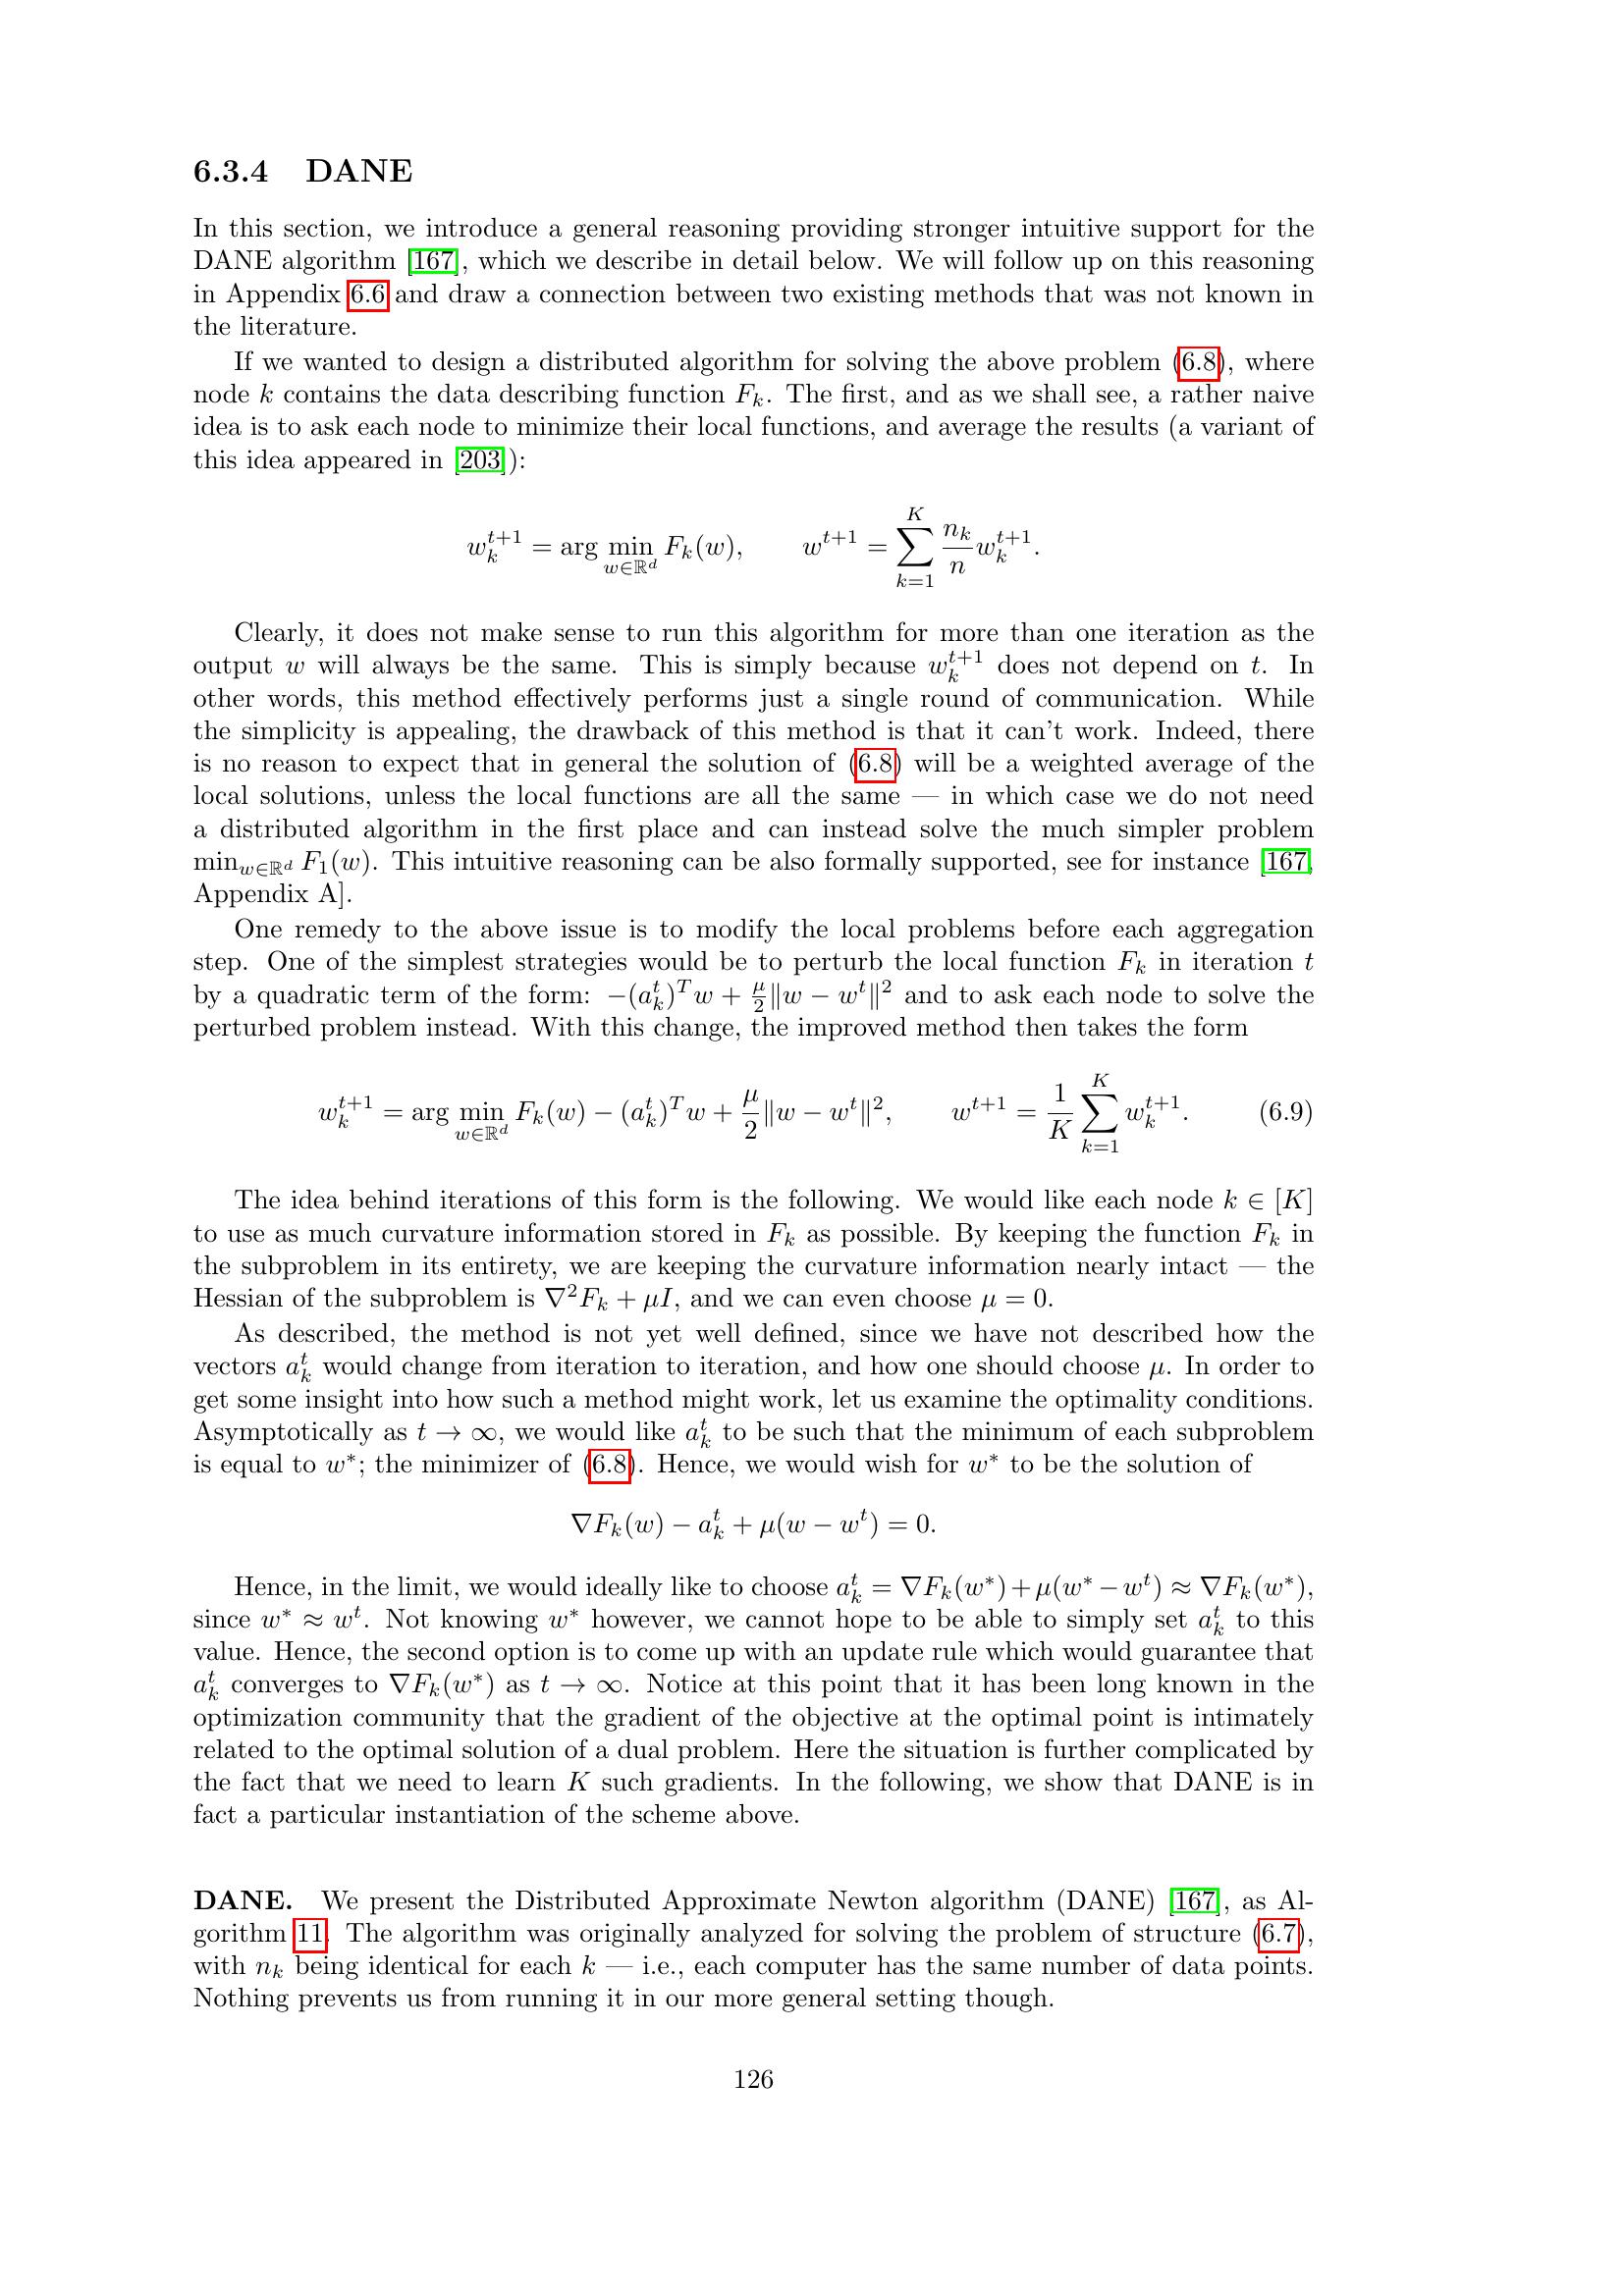 6.3.4 DANE
In this section, we introduce a general reasoning providing stronger intuitive support for the
DANE algorithm [167], which we describe in detail below. We will follow up on this reasoning
in Appendix 6.6 and draw a connection between two existing methods that was not known in
the literature.
If we wanted to design a distributed algorithm for solving the above problem (6.8), where
node k contains the data describing function F_k. The first, and as we shall see, a rather naive
idea is to ask each node to minimize their local functions, and average the results (a variant of
this idea appeared in [203]):
w_k^{t+1} = arg min_{w∈ℝ^d} F_k(w), w^{t+1} = ∑_{k=1}^K \frac{n_k}{n} w_k^{t+1}.
Clearly, it does not make sense to run this algorithm for more than one iteration as the
output w will always be the same. This is simply because w_k^{t+1} does not depend on t. In
other words, this method effectively performs just a single round of communication. While
the simplicity is appealing, the drawback of this method is that it can't work. Indeed, there
is no reason to expect that in general the solution of (6.8) will be a weighted average of the
local solutions, unless the local functions are all the same — in which case we do not need
a distributed algorithm in the first place and can instead solve the much simpler problem
min_{w∈ℝ^d} F_1(w). This intuitive reasoning can be also formally supported, see for instance [167,
Appendix A].
One remedy to the above issue is to modify the local problems before each aggregation
step. One of the simplest strategies would be to perturb the local function F_k in iteration t
by a quadratic term of the form: −(a_k^t)^T w + \frac{μ}{2}‖w − w^t‖^2 and to ask each node to solve the
perturbed problem instead. With this change, the improved method then takes the form
w_k^{t+1} = arg min_{w∈ℝ^d} F_k(w) − (a_k^t)^T w + \frac{μ}{2}‖w − w^t‖^2, w^{t+1} = \frac{1}{K} ∑_{k=1}^K w_k^{t+1}. (6.9)
The idea behind iterations of this form is the following. We would like each node k ∈ [K]
to use as much curvature information stored in F_k as possible. By keeping the function F_k in
the subproblem in its entirety, we are keeping the curvature information nearly intact — the
Hessian of the subproblem is ∇^2 F_k + μI, and we can even choose μ = 0.
As described, the method is not yet well defined, since we have not described how the
vectors a_k^t would change from iteration to iteration, and how one should choose μ. In order to
get some insight into how such a method might work, let us examine the optimality conditions.
Asymptotically as t → ∞, we would like a_k^t to be such that the minimum of each subproblem
is equal to w^*; the minimizer of (6.8). Hence, we would wish for w^* to be the solution of
∇F_k(w) − a_k^t + μ(w − w^t) = 0.
Hence, in the limit, we would ideally like to choose a_k^t = ∇F_k(w^*) + μ(w^* − w^t) ≈ ∇F_k(w^*),
since w^* ≈ w^t. Not knowing w^* however, we cannot hope to be able to simply set a_k^t to this
value. Hence, the second option is to come up with an update rule which would guarantee that
a_k^t converges to ∇F_k(w^*) as t → ∞. Notice at this point that it has been long known in the
optimization community that the gradient of the objective at the optimal point is intimately
related to the optimal solution of a dual problem. Here the situation is further complicated by
the fact that we need to learn K such gradients. In the following, we show that DANE is in
fact a particular instantiation of the scheme above.
DANE. We present the Distributed Approximate Newton algorithm (DANE) [167], as Al-
gorithm 11. The algorithm was originally analyzed for solving the problem of structure (6.7),
with n_k being identical for each k — i.e., each computer has the same number of data points.
Nothing prevents us from running it in our more general setting though.
126